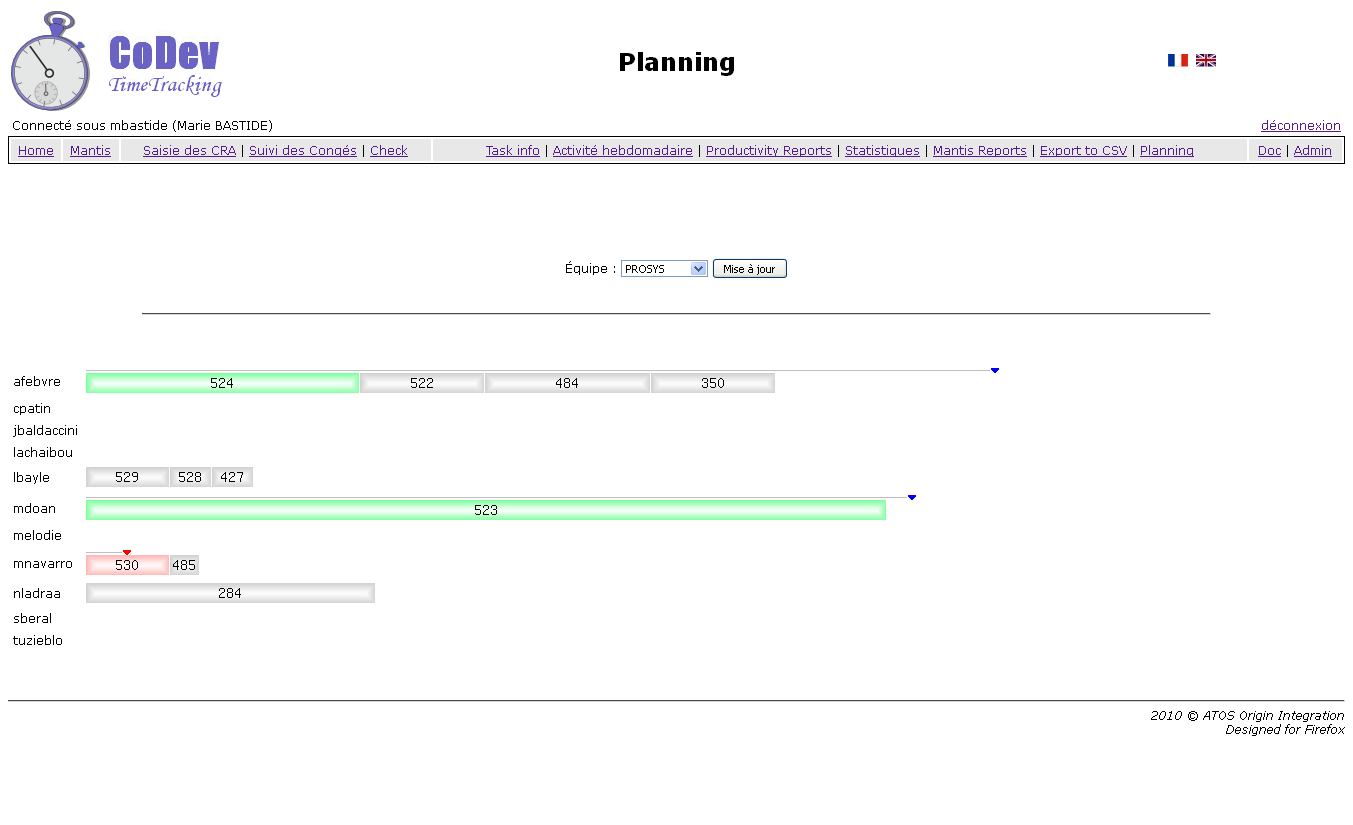 CoDev
TimeTracking
Planning
Connecté sous mbastide (Marie BASTIDE)
déconnexion
Home Mantis Saisie des CRA | Suivi des Congés | Check Task info | Activité hebdomadaire | Productivity Reports | Statistiques | Mantis Reports | Export to CSV | Planning Doc | Admin
Équipe : PROSYS Mise à jour
afebvre 524 522 484 350
cpatin
jbaldaccini
lachaibou
lbayle 529 528 427
mdoan 523
melodie
mnavarro 530 485
nladraa 284
sberal
tuzieblo
2010 © ATOS Origin Integration
Designed for Firefox